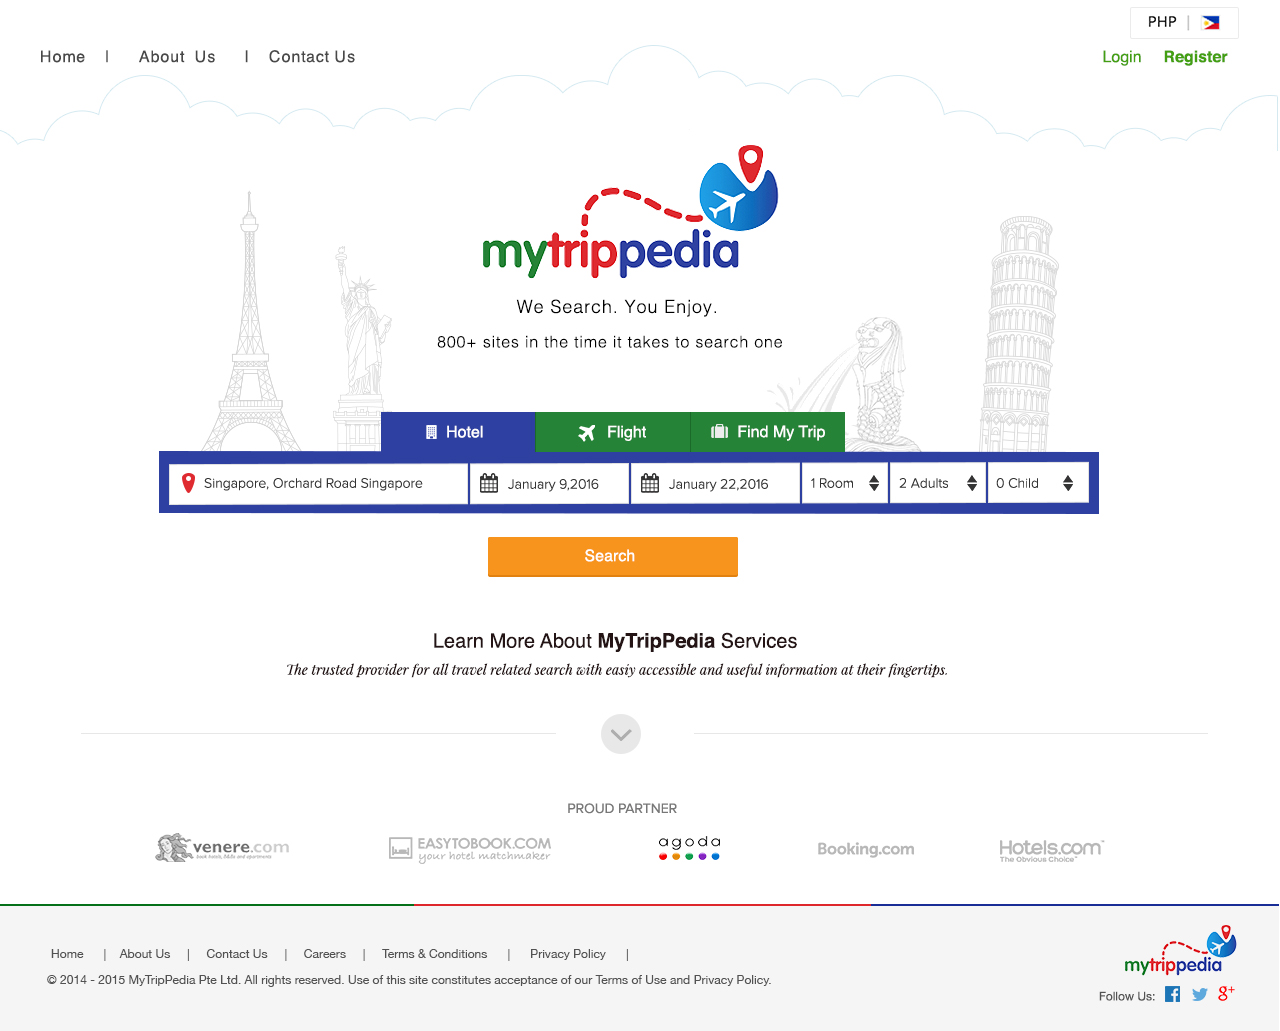 PHP |
Home | About Us | Contact Us
Login Register
mytrippedia
We Search. You Enjoy.
800+ sites in the time it takes to search one
Hotel Flight Find My Trip
Singapore, Orchard Road Singapore January 9,2016 January 22,2016 1 Room 2 Adults 0 Child
Search
Learn More About MyTripPedia Services
The trusted provider for all travel related search with easiy accessible and useful information at their fingertips.
PROUD PARTNER
venere.com
book hotels, B&Bs and apartments
EASYTOBOOK.COM
your hotel matchmaker
agoda
Booking.com
Hotels.com™
The Obvious Choice™
Home | About Us | Contact Us | Careers | Terms & Conditions | Privacy Policy |
© 2014 - 2015 MyTripPedia Pte Ltd. All rights reserved. Use of this site constitutes acceptance of our Terms of Use and Privacy Policy.
mytrippedia
Follow Us: f g+